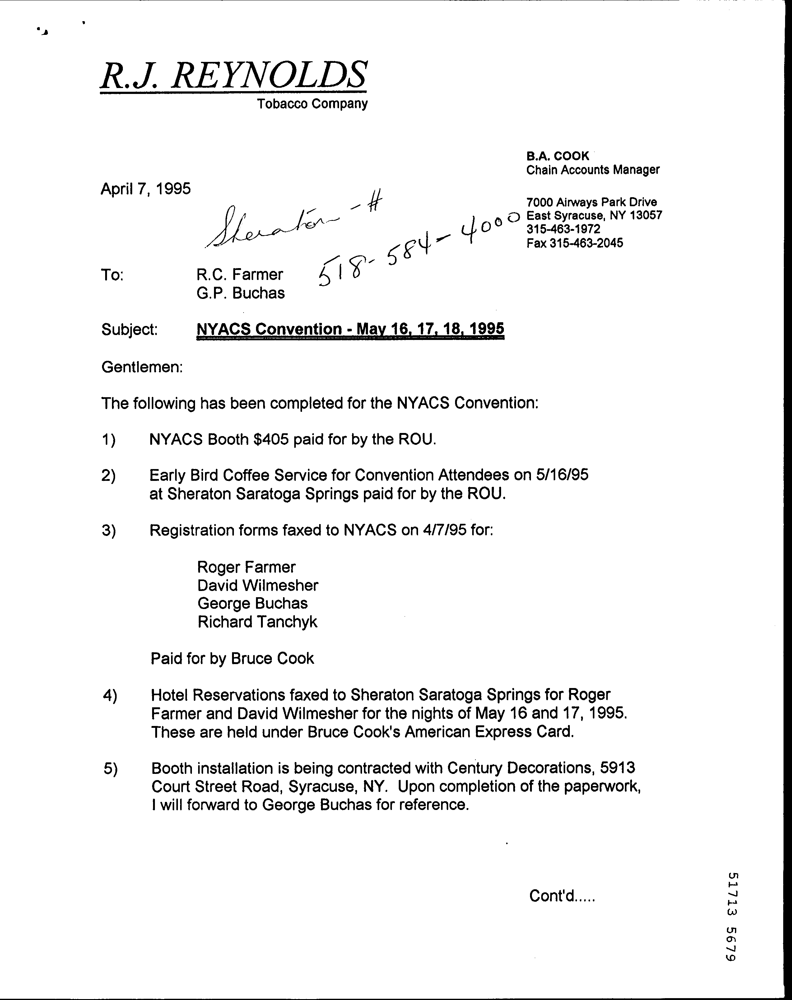 R.J. REYNOLDS
Tobacco Company
B.A. COOK
Chain Accounts Manager
April 7, 1995
7000 Airways Park Drive
East Syracuse, NY 13057
315-463-1972
Fax 315-463-2045
Sheraton - #
518-584-4000
To: R.C. Farmer
G.P. Buchas
Subject: NYACS Convention - May 16, 17, 18, 1995
Gentlemen:
The following has been completed for the NYACS Convention:
1) NYACS Booth $405 paid for by the ROU.
2) Early Bird Coffee Service for Convention Attendees on 5/16/95
at Sheraton Saratoga Springs paid for by the ROU.
3) Registration forms faxed to NYACS on 4/7/95 for:
Roger Farmer
David Wilmesher
George Buchas
Richard Tanchyk
Paid for by Bruce Cook
4) Hotel Reservations faxed to Sheraton Saratoga Springs for Roger
Farmer and David Wilmesher for the nights of May 16 and 17, 1995.
These are held under Bruce Cook's American Express Card.
5) Booth installation is being contracted with Century Decorations, 5913
Court Street Road, Syracuse, NY. Upon completion of the paperwork,
I will forward to George Buchas for reference.
Cont'd.....
51713 5679